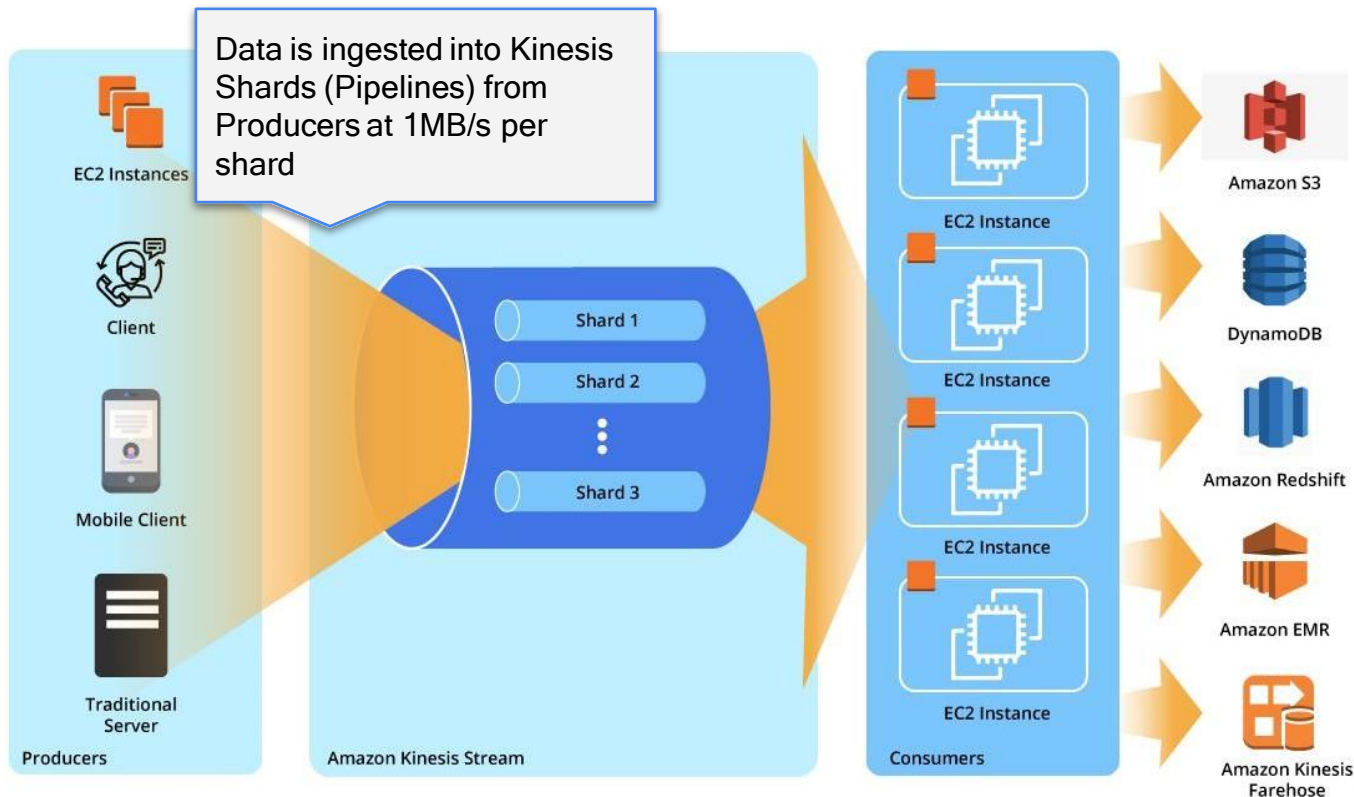 Data is ingested into Kinesis
Shards (Pipelines) from
Producers at 1MB/s per
shard
EC2 Instances
Client
Mobile Client
Traditional
Server
Producers
Shard 1
Shard 2
Shard 3
Amazon Kinesis Stream
EC2 Instance
EC2 Instance
EC2 Instance
EC2 Instance
Consumers
Amazon S3
DynamoDB
Amazon Redshift
Amazon EMR
Amazon Kinesis
Farehose